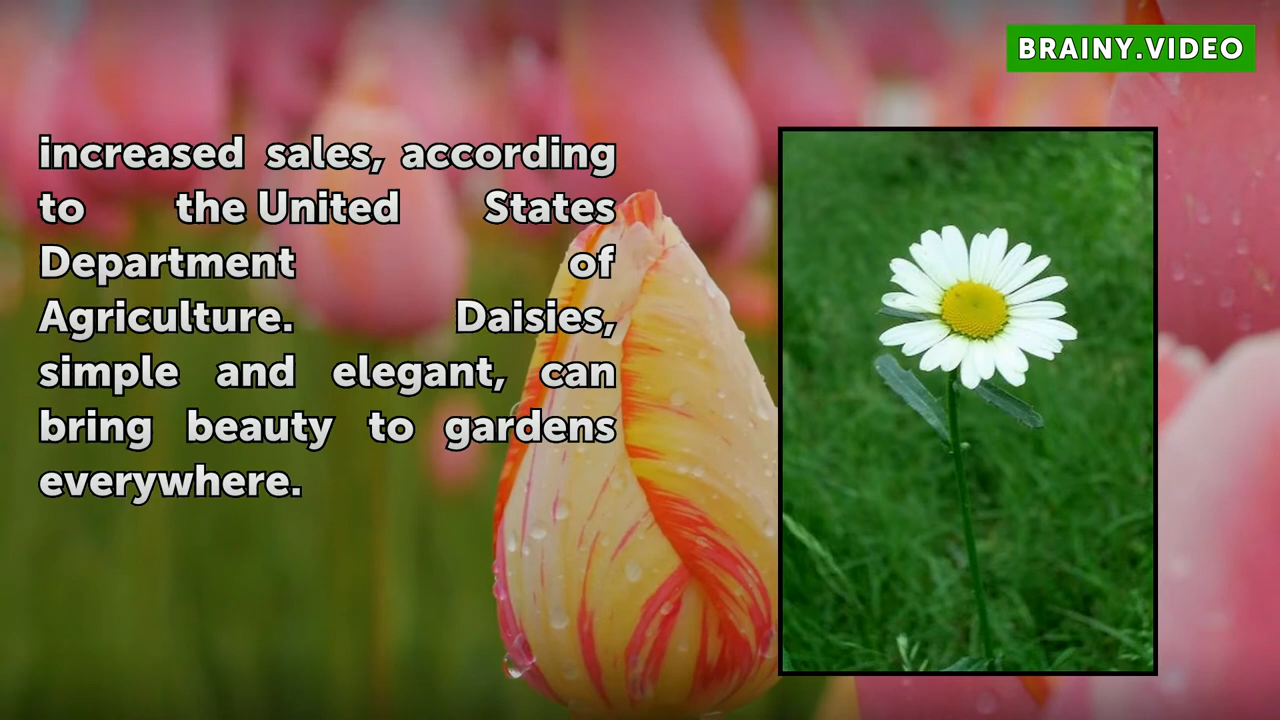 BRAINY.VIDEO
increased sales, according
to the United States
Department of
Agriculture. Daisies,
simple and elegant, can
bring beauty to gardens
everywhere.